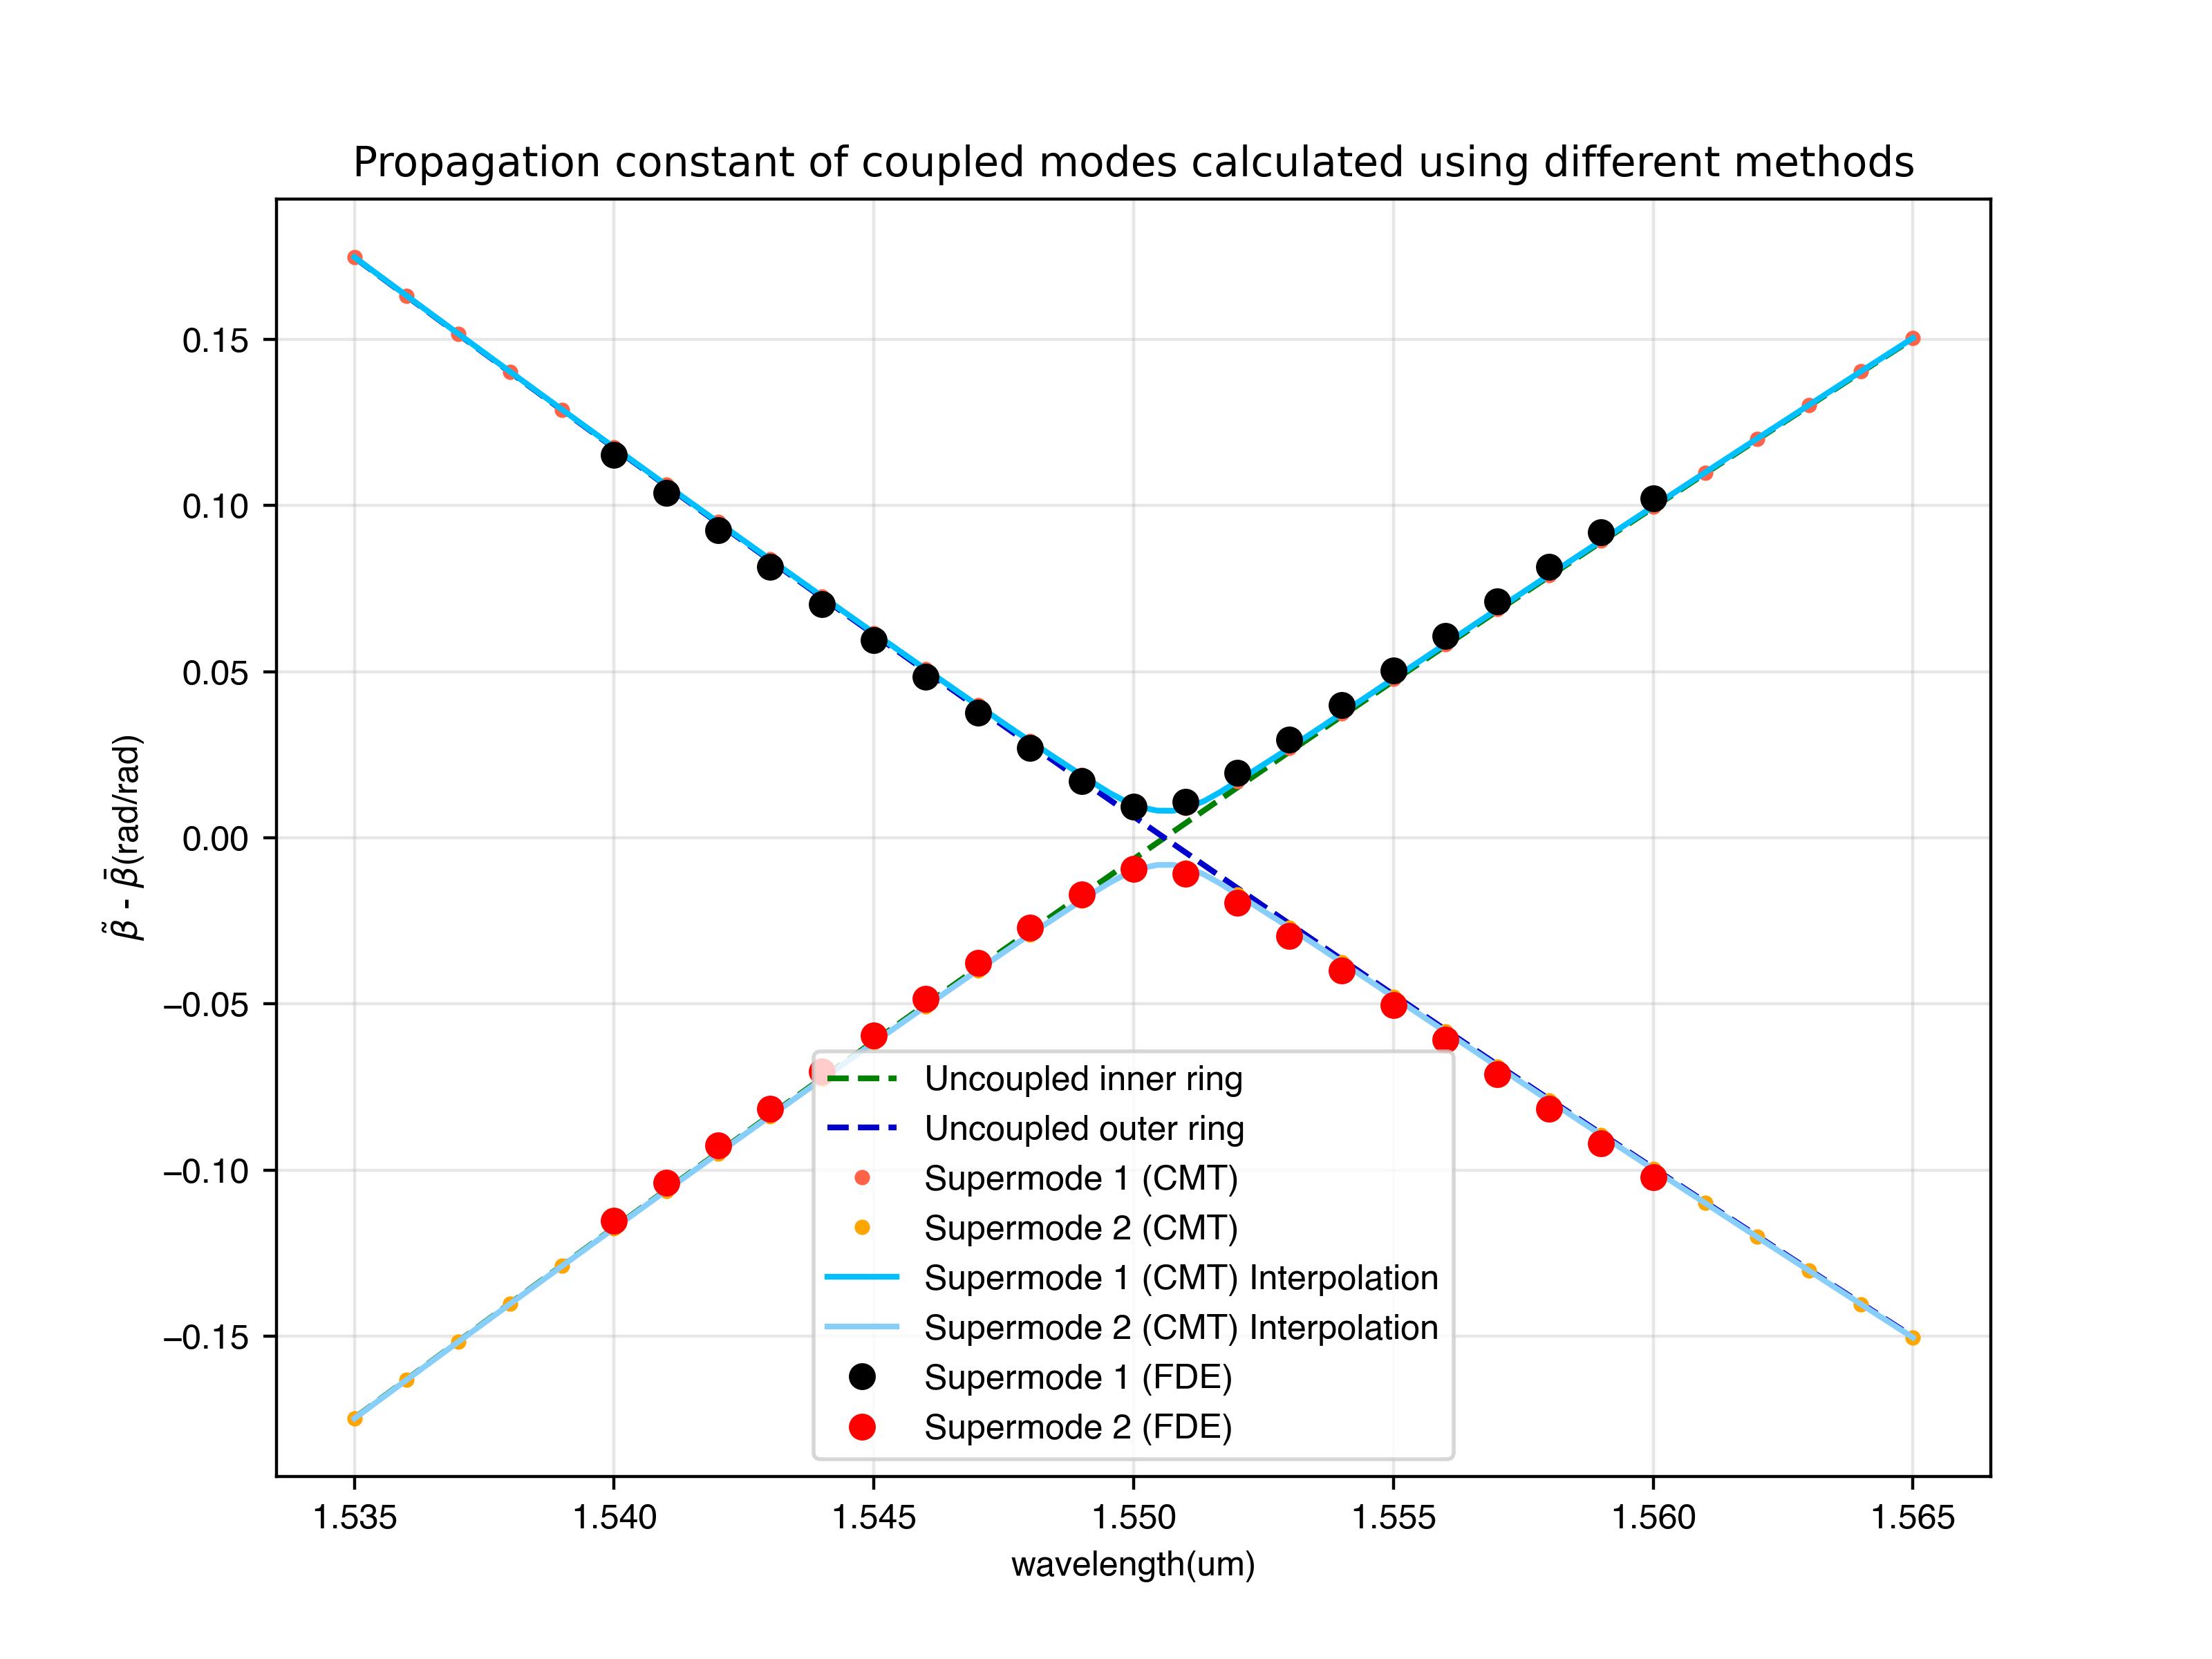 Propagation constant of coupled modes calculated using different methods
0.15
0.10
0.05
0.00
−0.05
−0.10
−0.15
β̃ - β̄(rad/rad)
Uncoupled inner ring
Uncoupled outer ring
Supermode 1 (CMT)
Supermode 2 (CMT)
Supermode 1 (CMT) Interpolation
Supermode 2 (CMT) Interpolation
Supermode 1 (FDE)
Supermode 2 (FDE)
1.535 1.540 1.545 1.550 1.555 1.560 1.565
wavelength(um)